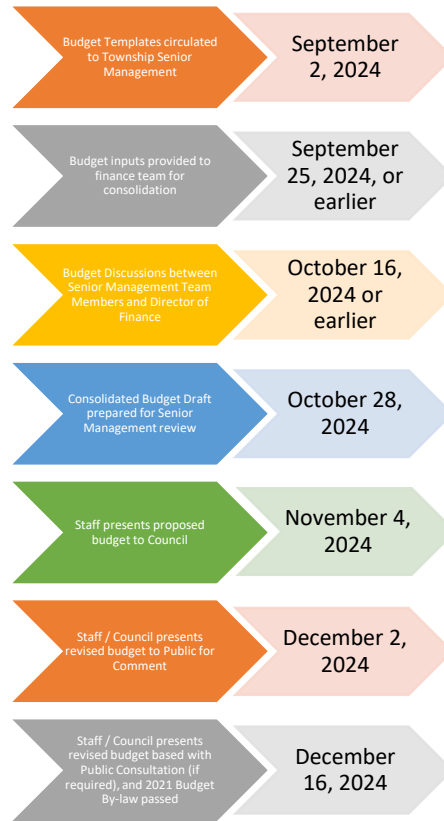 Budget Templates circulated
to Township Senior
Management
September
2, 2024
Budget inputs provided to
finance team for
consolidation
September
25, 2024, or
earlier
Budget Discussions between
Senior Management Team
Members and Director of
Finance
October 16,
2024 or
earlier
Consolidated Budget Draft
prepared for Senior
Management review
October 28,
2024
Staff presents proposed
budget to Council
November 4,
2024
Staff / Council presents
revised budget to Public for
Comment
December 2,
2024
Staff / Council presents
revised budget based with
Public Consultation (if
required), and 2021 Budget
By-law passed
December
16, 2024